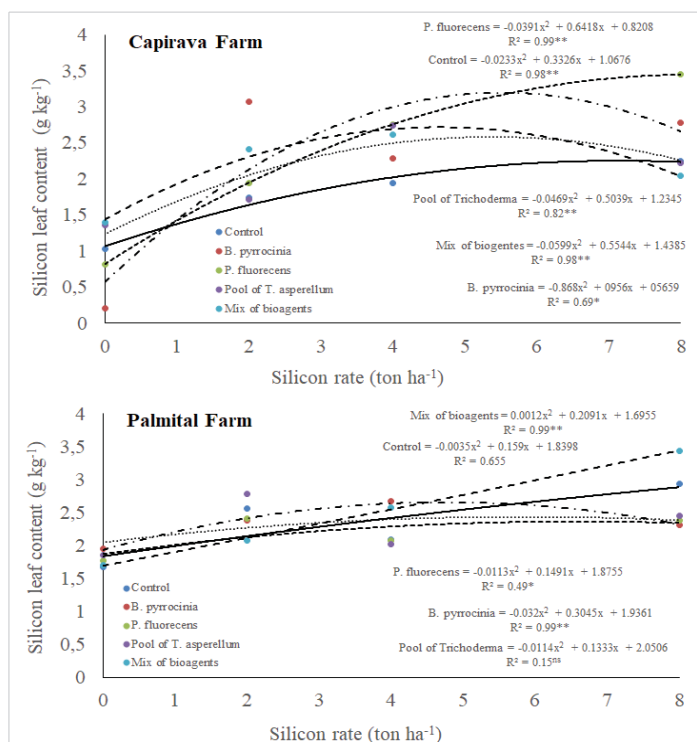 P. fluorecens = -0.0391x² + 0.6418x + 0.8208
R² = 0.99**
Capirava Farm
Control = -0.0233x² + 0.3326x + 1.0676
R² = 0.98**
4
3,5
3
2,5
2
1,5
1
0,5
0
Silicon leaf content (g kg⁻¹)
Pool of Trichoderma = -0.0469x² + 0.5039x + 1.2345
R² = 0.82**
Mix of biogentes = -0.0599x² + 0.5544x + 1.4385
R² = 0.98**
B. pyrrocinia = -0.868x² + 0956x + 05659
R² = 0.69*
Control
B. pyrrocinia
P. fluorecens
Pool of T. asperellum
Mix of bioagents
0 1 2 3 4 5 6 7 8
Silicon rate (ton ha⁻¹)
Palmital Farm
Mix of bioagents = 0.0012x² + 0.2091x + 1.6955
R² = 0.99**
Control = -0.0035x² + 0.159x + 1.8398
R² = 0.655
4
3,5
3
2,5
2
1,5
1
0,5
0
Silicon leaf content (g kg⁻¹)
P. fluorecens = -0.0113x² + 0.1491x + 1.8755
R² = 0.49*
B. pyrrocinia = -0.032x² + 0.3045x + 1.9361
R² = 0.99**
Pool of Trichoderma = -0.0114x² + 0.1333x + 2.0506
R² = 0.15ⁿˢ
Control
B. pyrrocinia
P. fluorecens
Pool of T. asperellum
Mix of bioagents
0 1 2 3 4 5 6 7 8
Silicon rate (ton ha⁻¹)